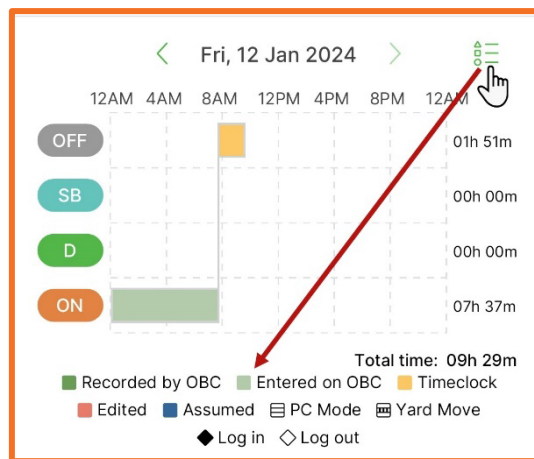 Fri, 12 Jan 2024
12AM 4AM 8AM 12PM 4PM 8PM 12AM
OFF 01h 51m
SB 00h 00m
D 00h 00m
ON 07h 37m
Total time: 09h 29m
Recorded by OBC Entered on OBC Timeclock
Edited Assumed PC Mode Yard Move
Log in Log out